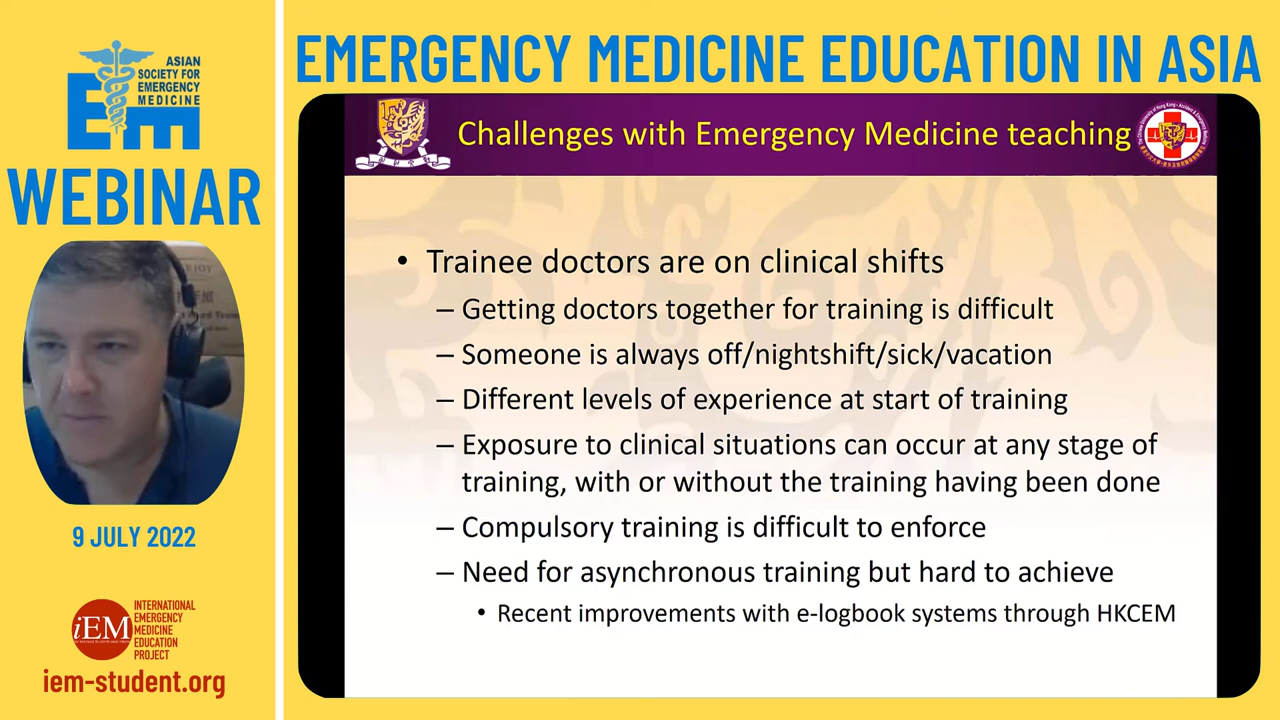 EMERGENCY MEDICINE EDUCATION IN ASIA
ASIAN
SOCIETY FOR
EMERGENCY
MEDICINE
EM
WEBINAR
9 JULY 2022
iEM
INTERNATIONAL
EMERGENCY
MEDICINE
EDUCATION
PROJECT
iem-student.org
Challenges with Emergency Medicine teaching
• Trainee doctors are on clinical shifts
– Getting doctors together for training is difficult
– Someone is always off/nightshift/sick/vacation
– Different levels of experience at start of training
– Exposure to clinical situations can occur at any stage of
training, with or without the training having been done
– Compulsory training is difficult to enforce
– Need for asynchronous training but hard to achieve
• Recent improvements with e-logbook systems through HKCEM